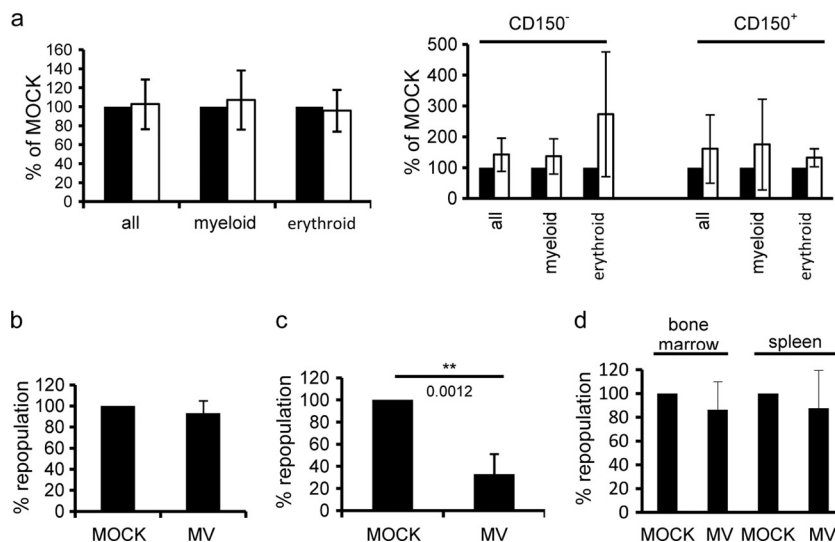 a
% of MOCK
160
140
120
100
80
60
40
20
0
all myeloid erythroid
CD150⁻ CD150⁺
% of MOCK
500
400
300
200
100
0
all myeloid erythroid all myeloid erythroid
b
% repopulation
120
100
80
60
40
20
0
MOCK MV
c
**
0.0012
% repopulation
120
100
80
60
40
20
0
MOCK MV
d
bone
marrow spleen
% repopulation
120
100
80
60
40
20
0
MOCK MV MOCK MV